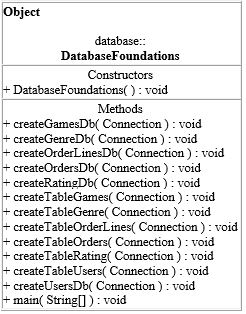 Object
database::
DatabaseFoundations
Constructors
+ DatabaseFoundations( ) : void
Methods
+ createGamesDb( Connection ) : void
+ createGenreDb( Connection ) : void
+ createOrderLinesDb( Connection ) : void
+ createOrdersDb( Connection ) : void
+ createRatingDb( Connection ) : void
+ createTableGames( Connection ) : void
+ createTableGenre( Connection ) : void
+ createTableOrderLines( Connection ) : void
+ createTableOrders( Connection ) : void
+ createTableRating( Connection ) : void
+ createTableUsers( Connection ) : void
+ createUsersDb( Connection ) : void
+ main( String[] ) : void